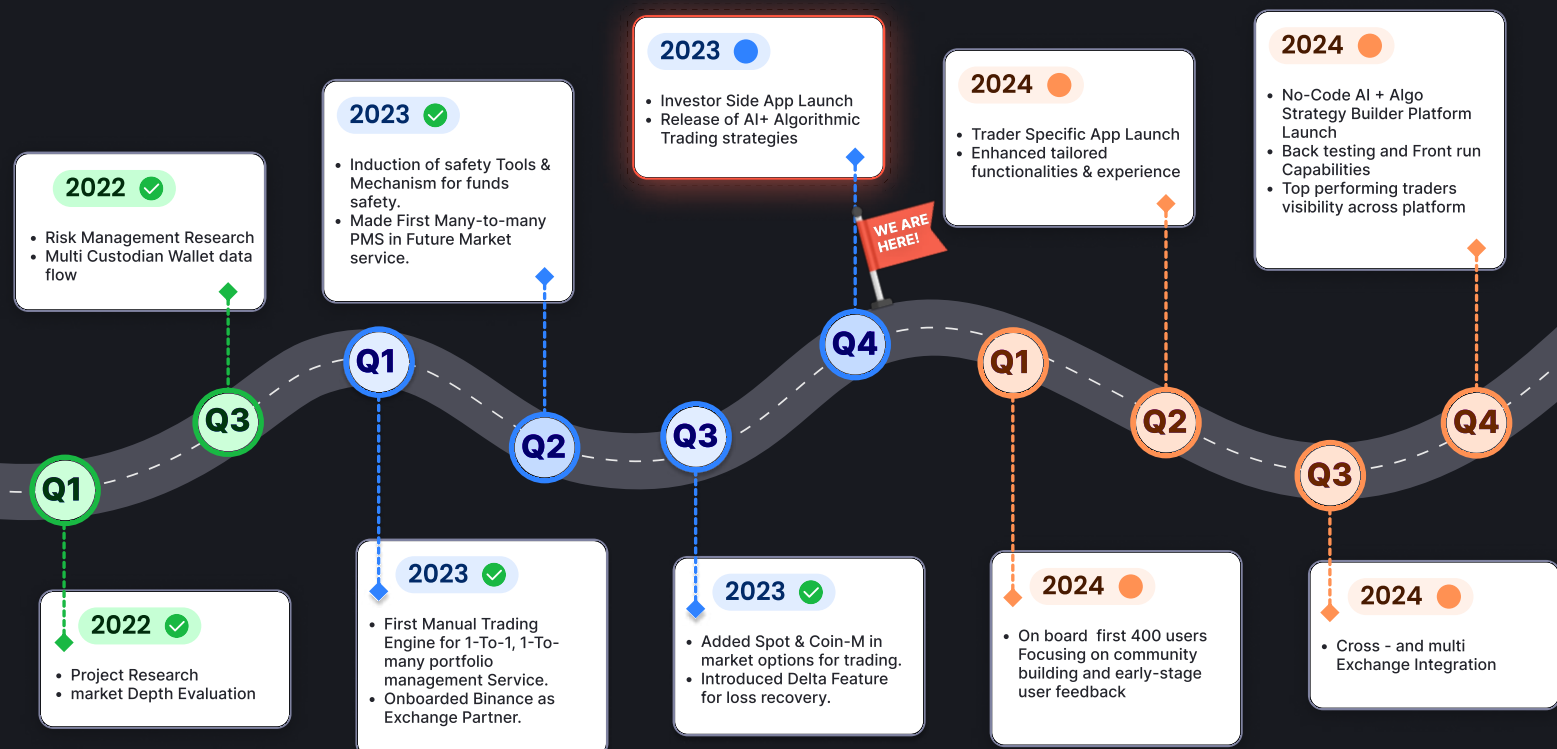 2022
Project Research
market Depth Evaluation
Q1
2022
Risk Management Research
Multi Custodian Wallet data
flow
Q3
2023
First Manual Trading
Engine for 1-To-1, 1-To-
many portfolio
management Service.
Onboarded Binance as
Exchange Partner.
Q1
2023
Induction of safety Tools &
Mechanism for funds
safety.
Made First Many-to-many
PMS in Future Market
service.
Q2
2023
Added Spot & Coin-M in
market options for trading.
Introduced Delta Feature
for loss recovery.
Q3
2023
Investor Side App Launch
Release of AI+ Algorithmic
Trading strategies
WE ARE
HERE!
Q4
2024
On board first 400 users
Focusing on community
building and early-stage
user feedback
Q1
2024
Trader Specific App Launch
Enhanced tailored
functionalities & experience
Q2
2024
Cross - and multi
Exchange Integration
Q3
2024
No-Code AI + Algo
Strategy Builder Platform
Launch
Back testing and Front run
Capabilities
Top performing traders
visibility across platform
Q4